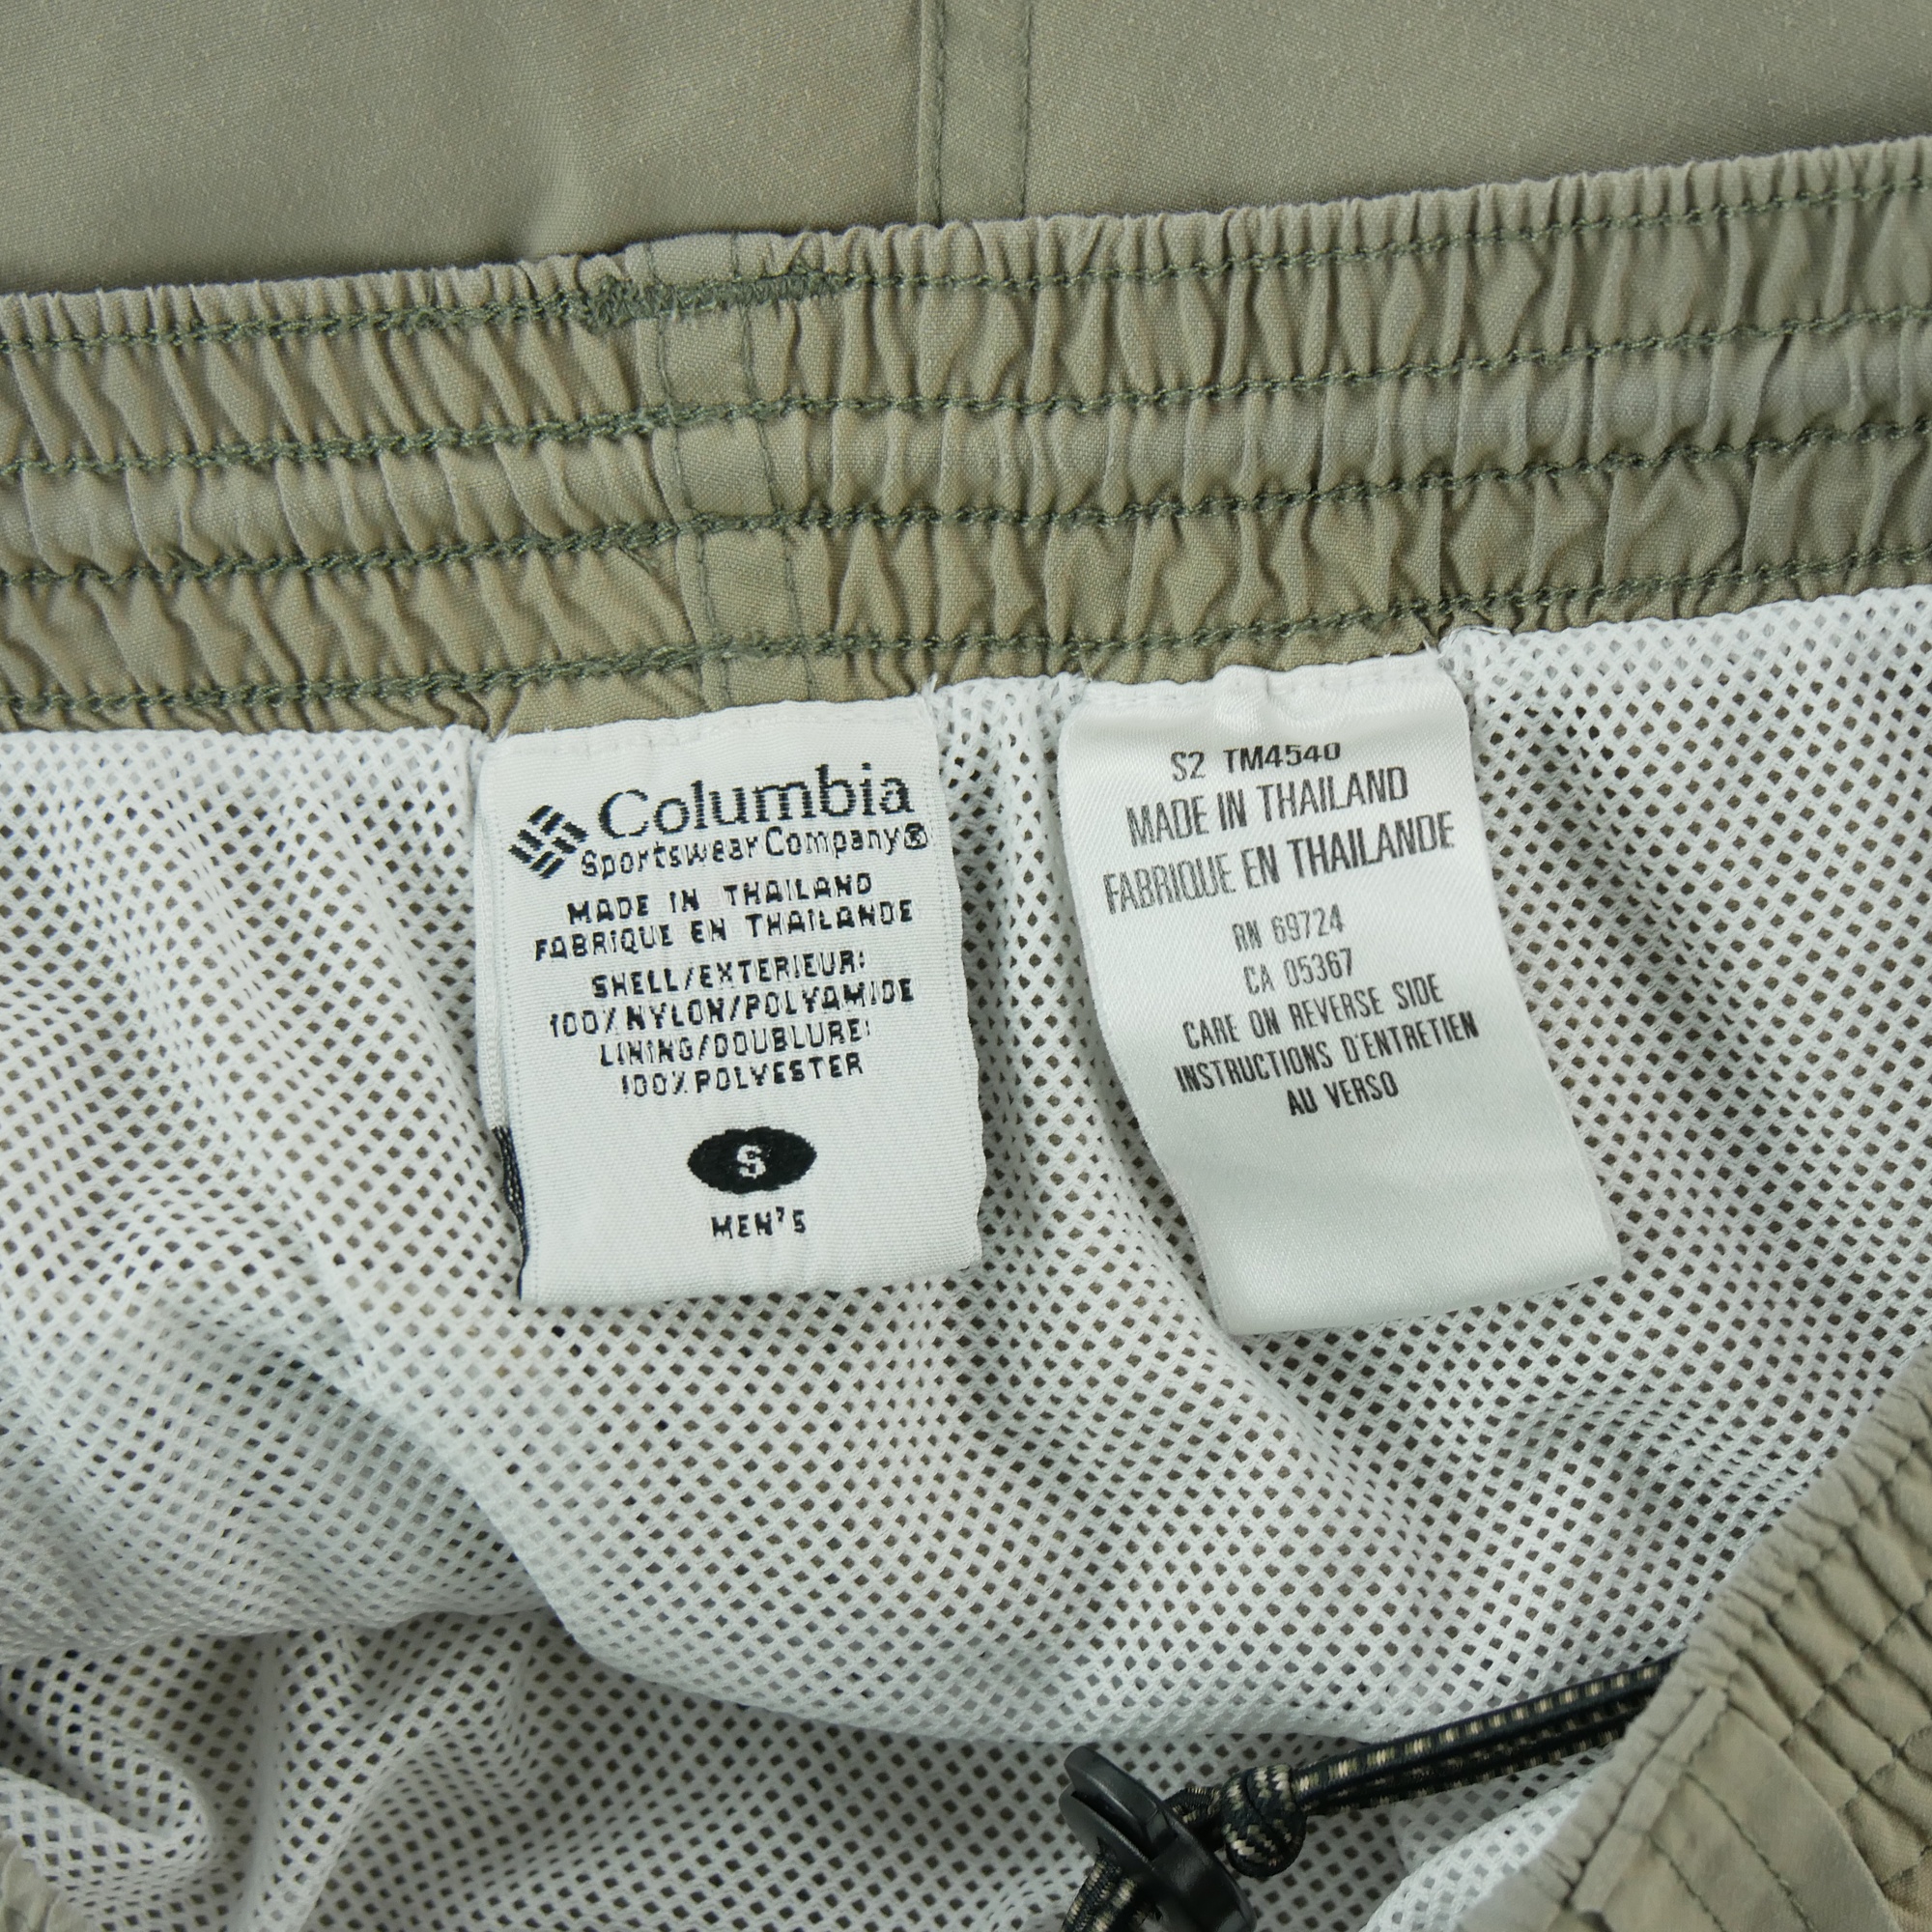 Columbia
Sportswear Company®
MADE IN THAILAND
FABRIQUE EN THAILANDE
SHELL/EXTERIEUR:
100% NYLON/POLYAMIDE
LINING/DOUBLURE:
100% POLYESTER
S
MEN'S
S2 TM4540
MADE IN THAILAND
FABRIQUE EN THAILANDE
RN 69724
CA 05367
CARE ON REVERSE SIDE
INSTRUCTIONS D'ENTRETIEN
AU VERSO